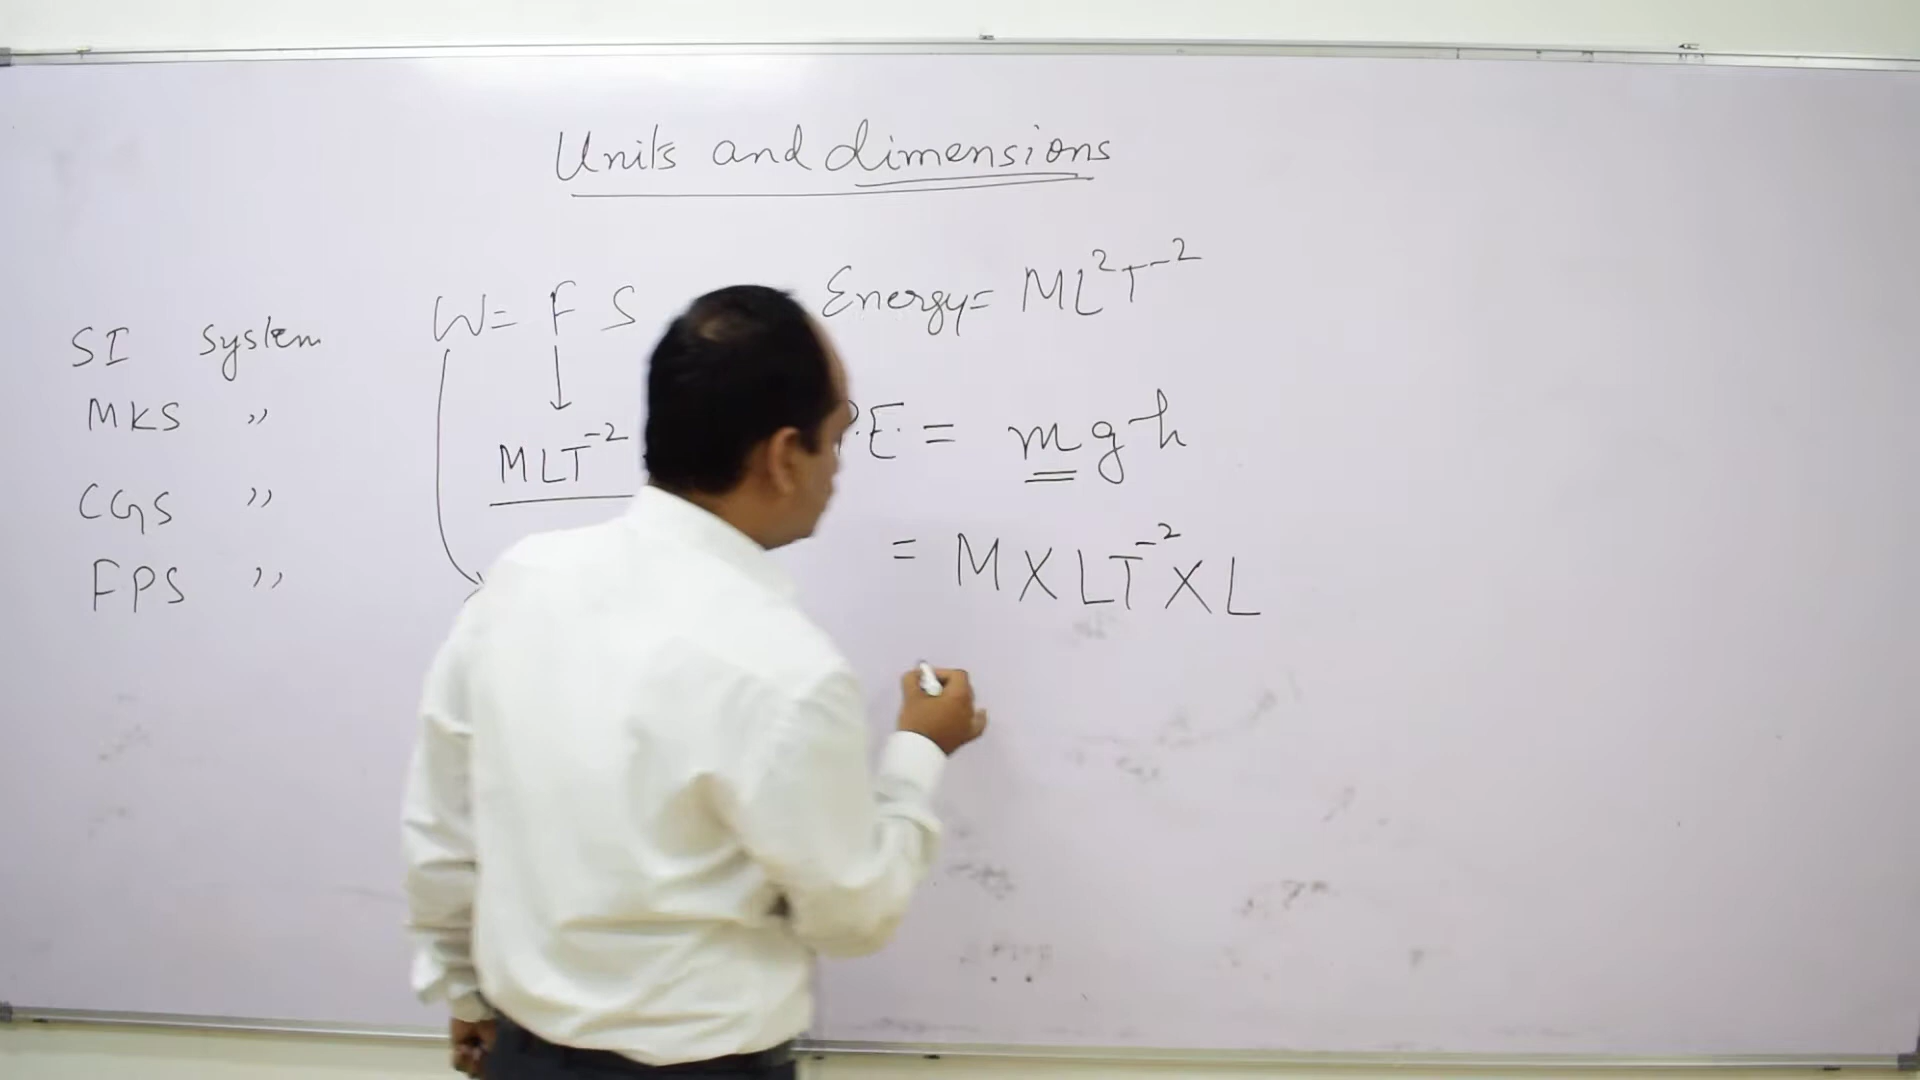 Units and dimensions
SI System
MKS "
CGS "
FPS "
W= F S
MLT⁻²
Energy= ML²T⁻²
P.E. = mgh
= M X LT⁻² X L